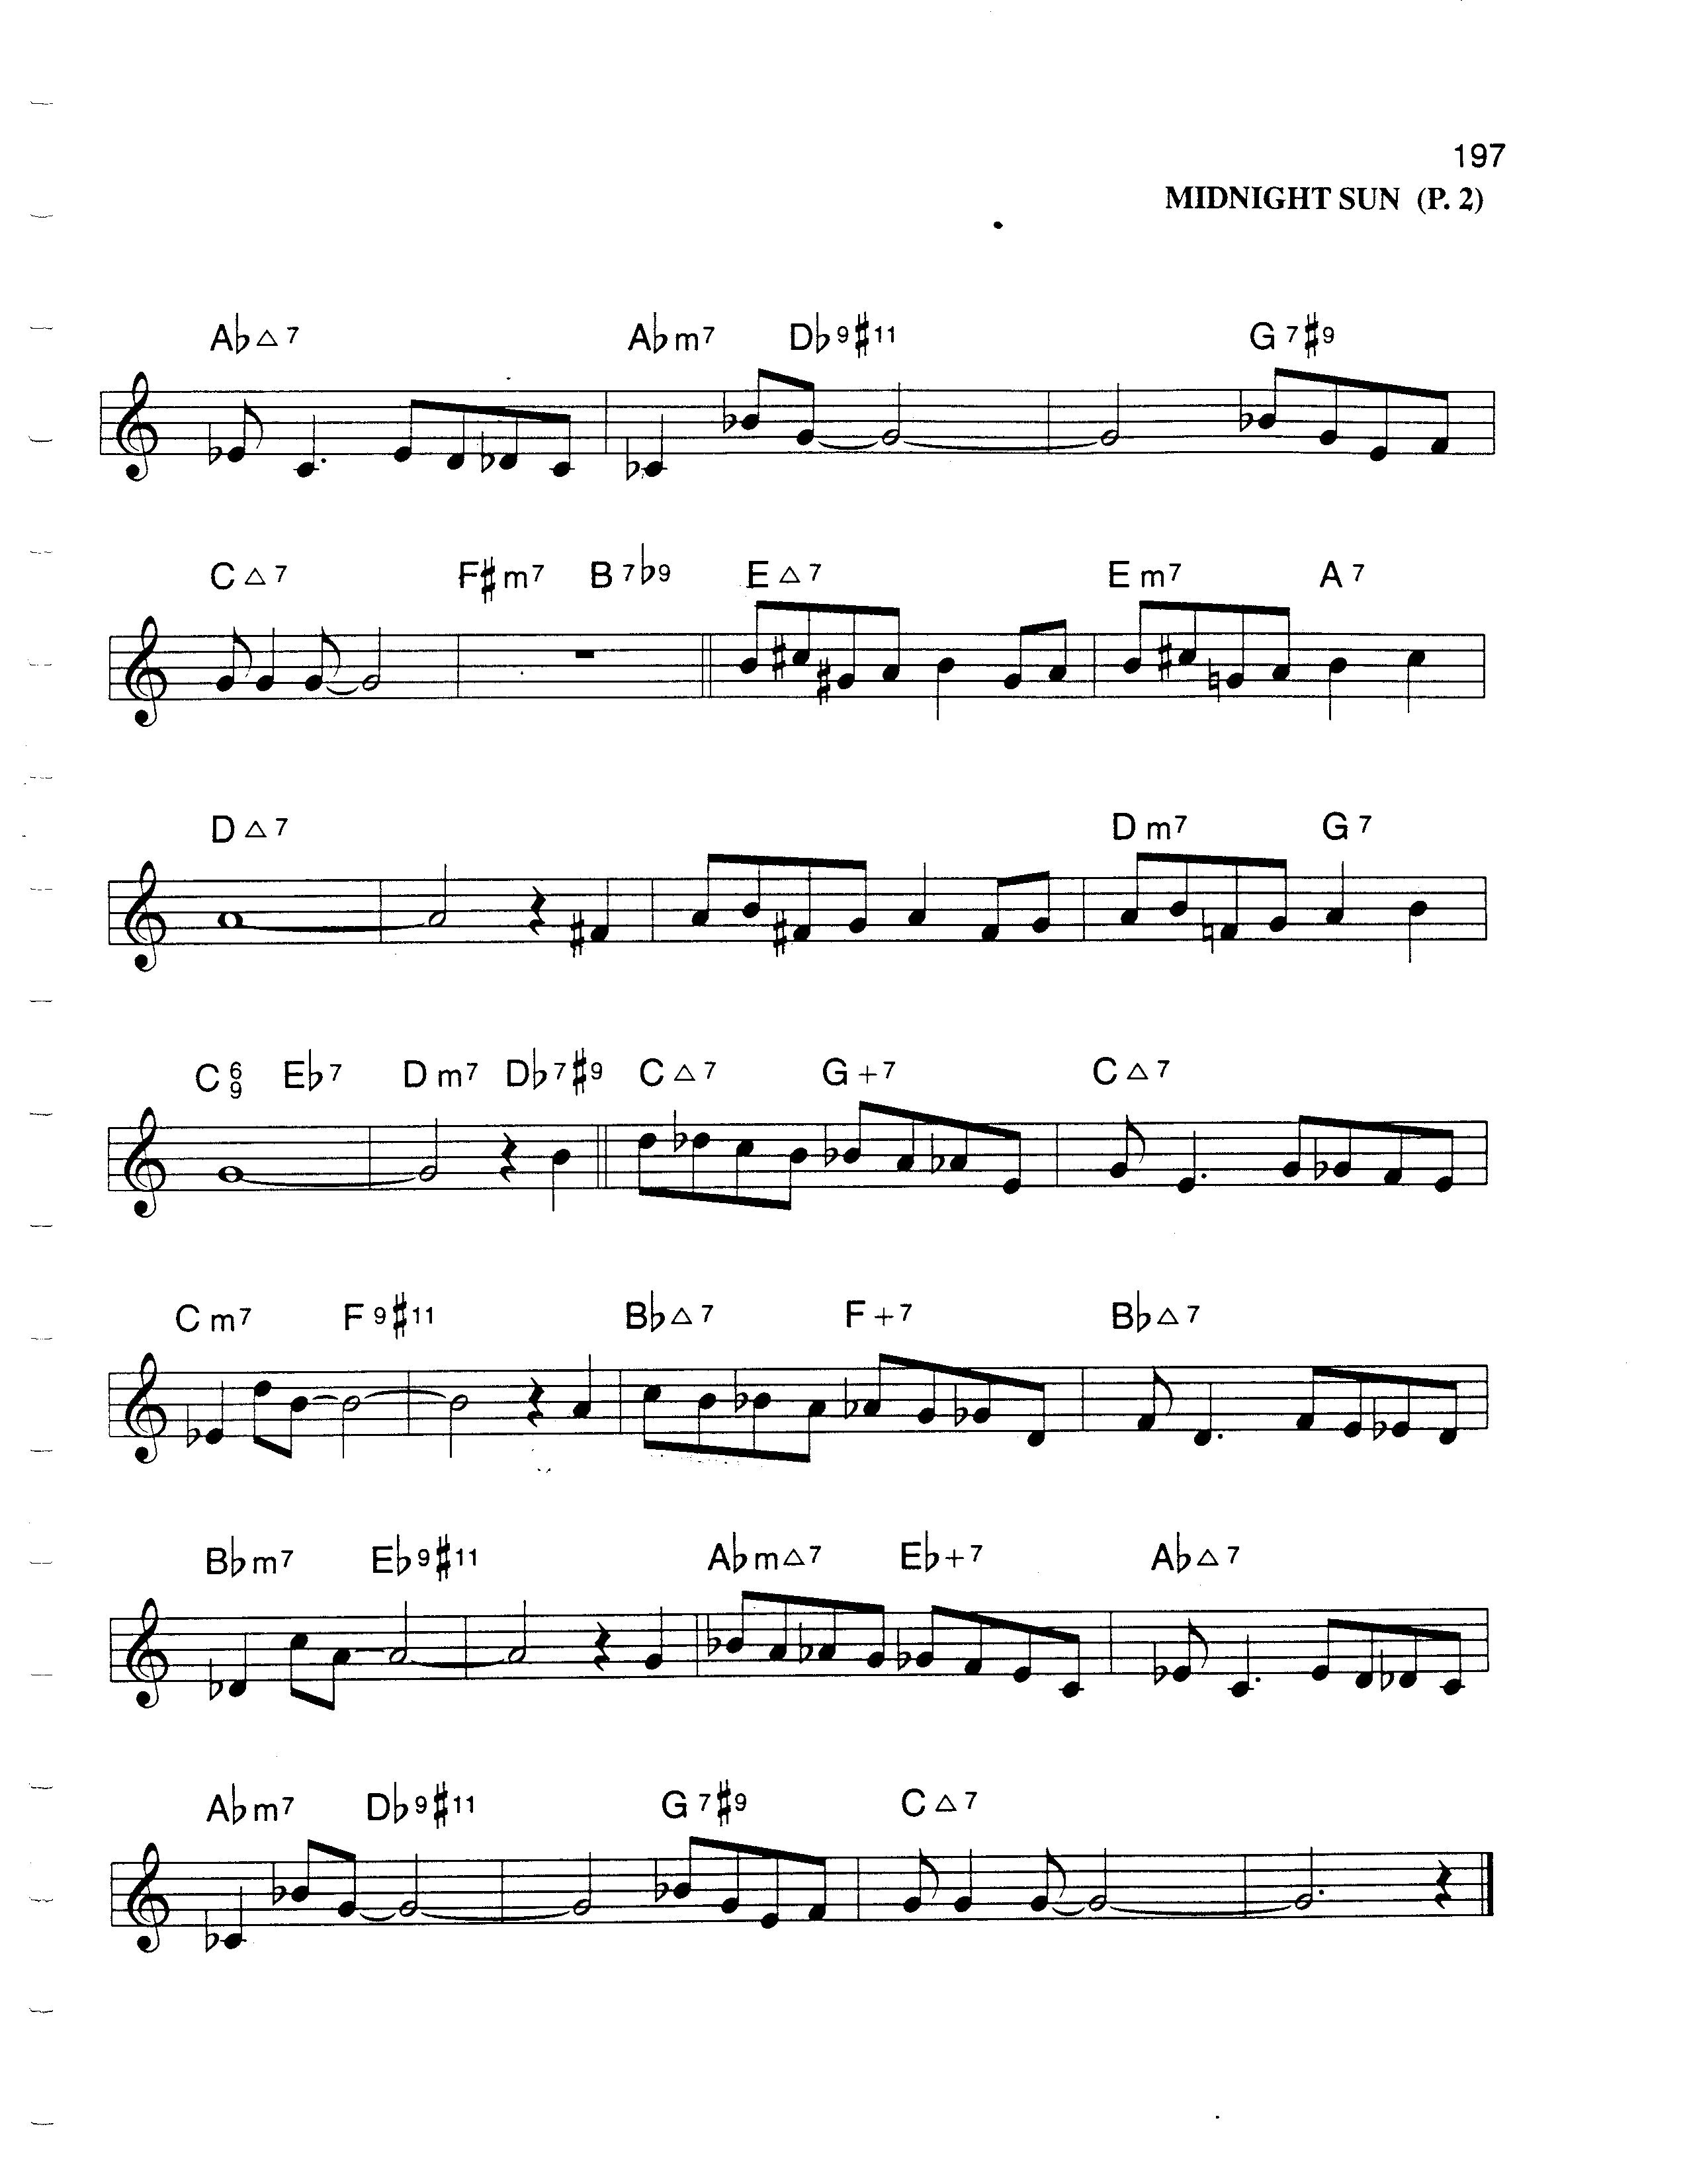 197
MIDNIGHT SUN (P. 2)
A♭△7 A♭m7 D♭9♯11 G7♯9
C△7 F♯m7 B7♭9 E△7 Em7 A7
D△7 Dm7 G7
C6/9 E♭7 Dm7 D♭7♯9 C△7 G+7 C△7
Cm7 F9♯11 B♭△7 F+7 B♭△7
B♭m7 E♭9♯11 A♭m△7 E♭+7 A♭△7
A♭m7 D♭9♯11 G7♯9 C△7